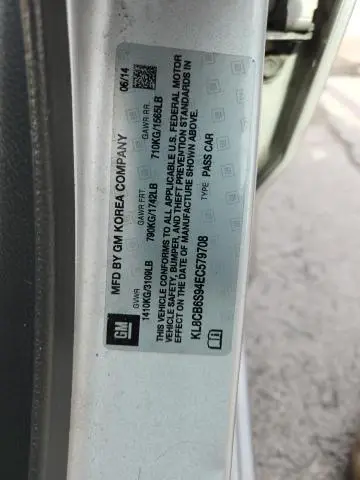 MFD BY GM KOREA COMPANY 06/14
GVWR GAWR FRT. GAWR RR.
1410KG/3109LB 790KG/1742LB 710KG/1565LB
THIS VEHICLE CONFORMS TO ALL APPLICABLE U.S. FEDERAL MOTOR
VEHICLE SAFETY, BUMPER, AND THEFT PREVENTION STANDARDS IN
EFFECT ON THE DATE OF MANUFACTURE SHOWN ABOVE.
KL8CB6S94EC579708 TYPE: PASS CAR
GM